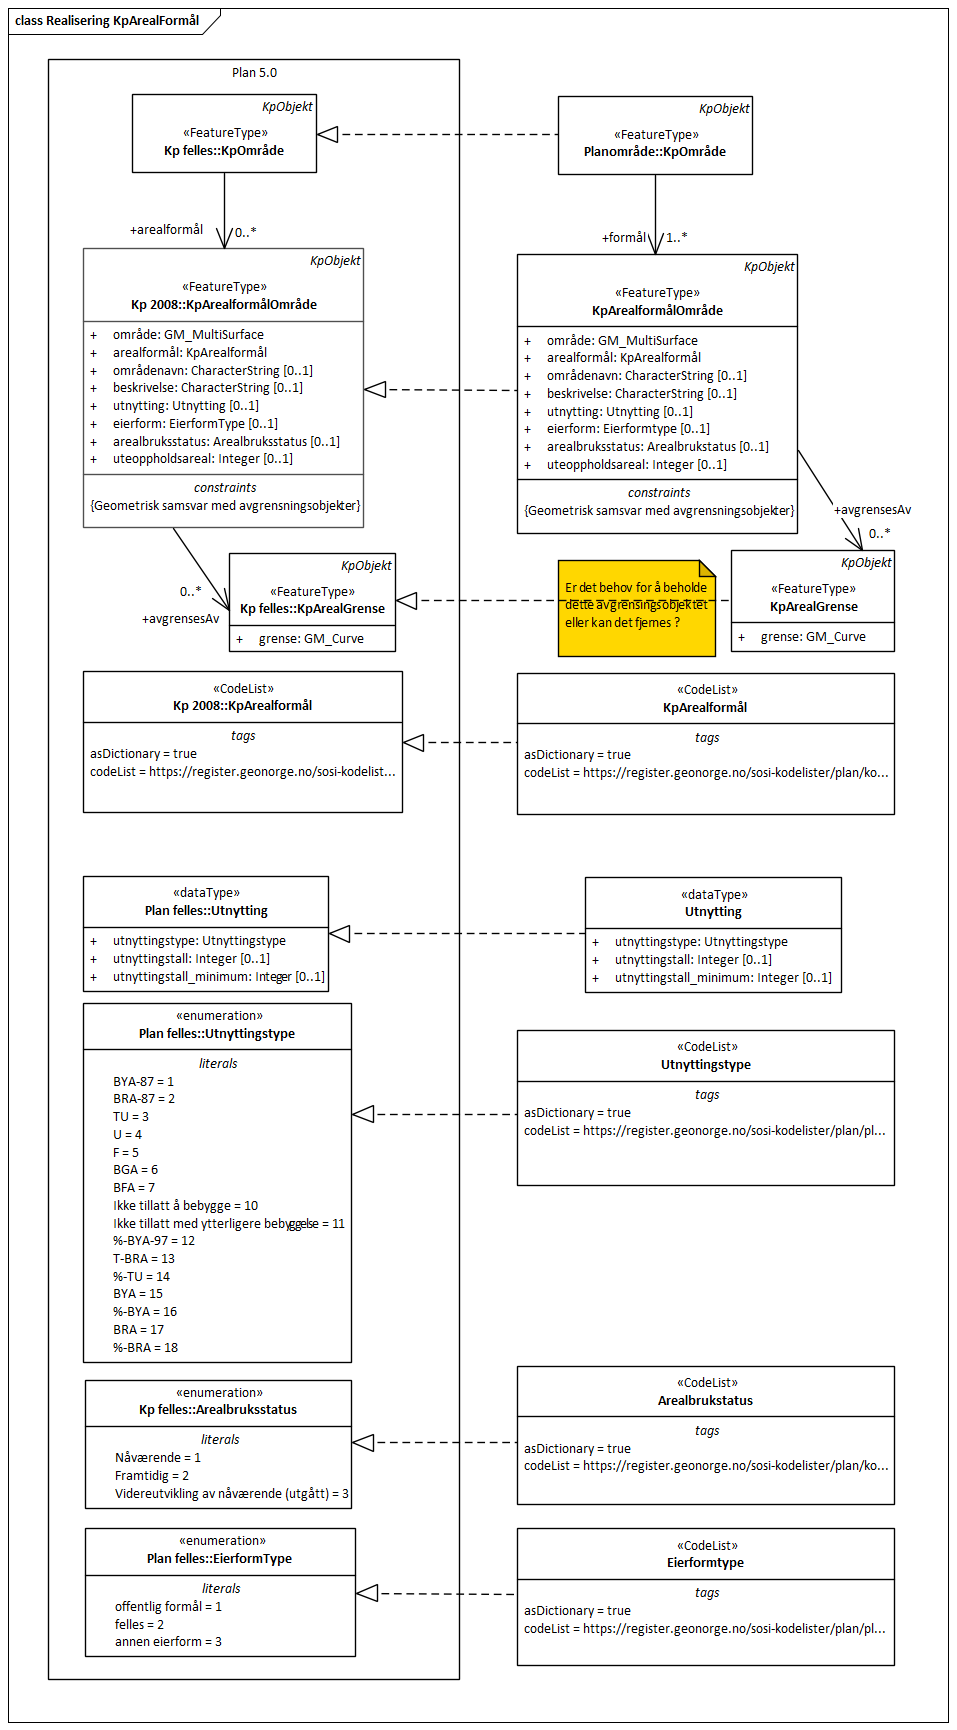 class Realisering KpArealFormål
Plan 5.0
KpObjekt
«FeatureType»
Kp felles::KpOmråde
KpObjekt
«FeatureType»
Planområde::KpOmråde
+arealformål
0..*
+formål
1..*
KpObjekt
«FeatureType»
Kp 2008::KpArealformålOmråde
+ område: GM_MultiSurface
+ arealformål: KpArealformål
+ områdenavn: CharacterString [0..1]
+ beskrivelse: CharacterString [0..1]
+ utnytting: Utnytting [0..1]
+ eierform: EierformType [0..1]
+ arealbruksstatus: Arealbruksstatus [0..1]
+ uteoppholdsareal: Integer [0..1]
constraints
{Geometrisk samsvar med avgrensningsobjekter}
KpObjekt
«FeatureType»
KpArealformålOmråde
+ område: GM_MultiSurface
+ arealformål: KpArealformål
+ områdenavn: CharacterString [0..1]
+ beskrivelse: CharacterString [0..1]
+ utnytting: Utnytting [0..1]
+ eierform: Eierformtype [0..1]
+ arealbruksstatus: Arealbrukstatus [0..1]
+ uteoppholdsareal: Integer [0..1]
constraints
{Geometrisk samsvar med avgrensningsobjekter}
0..*
+avgrensesAv
+avgrensesAv
0..*
KpObjekt
«FeatureType»
Kp felles::KpArealGrense
+ grense: GM_Curve
Er det behov for å beholde
dette avgrensingsobjektet
eller kan det fjernes ?
KpObjekt
«FeatureType»
KpArealGrense
+ grense: GM_Curve
«CodeList»
Kp 2008::KpArealformål
tags
asDictionary = true
codeList = https://register.geonorge.no/sosi-kodelist...
«CodeList»
KpArealformål
tags
asDictionary = true
codeList = https://register.geonorge.no/sosi-kodelister/plan/ko...
«dataType»
Plan felles::Utnytting
+ utnyttingstype: Utnyttingstype
+ utnyttingstall: Integer [0..1]
+ utnyttingstall_minimum: Integer [0..1]
«dataType»
Utnytting
+ utnyttingstype: Utnyttingstype
+ utnyttingstall: Integer [0..1]
+ utnyttingstall_minimum: Integer [0..1]
«enumeration»
Plan felles::Utnyttingstype
literals
BYA-87 = 1
BRA-87 = 2
TU = 3
U = 4
F = 5
BGA = 6
BFA = 7
Ikke tillatt å bebygge = 10
Ikke tillatt med ytterligere bebyggelse = 11
%-BYA-97 = 12
T-BRA = 13
%-TU = 14
BYA = 15
%-BYA = 16
BRA = 17
%-BRA = 18
«CodeList»
Utnyttingstype
tags
asDictionary = true
codeList = https://register.geonorge.no/sosi-kodelister/plan/pl...
«enumeration»
Kp felles::Arealbruksstatus
literals
Nåværende = 1
Framtidig = 2
Videreutvikling av nåværende (utgått) = 3
«CodeList»
Arealbrukstatus
tags
asDictionary = true
codeList = https://register.geonorge.no/sosi-kodelister/plan/ko...
«enumeration»
Plan felles::EierformType
literals
offentlig formål = 1
felles = 2
annen eierform = 3
«CodeList»
Eierformtype
tags
asDictionary = true
codeList = https://register.geonorge.no/sosi-kodelister/plan/pl...